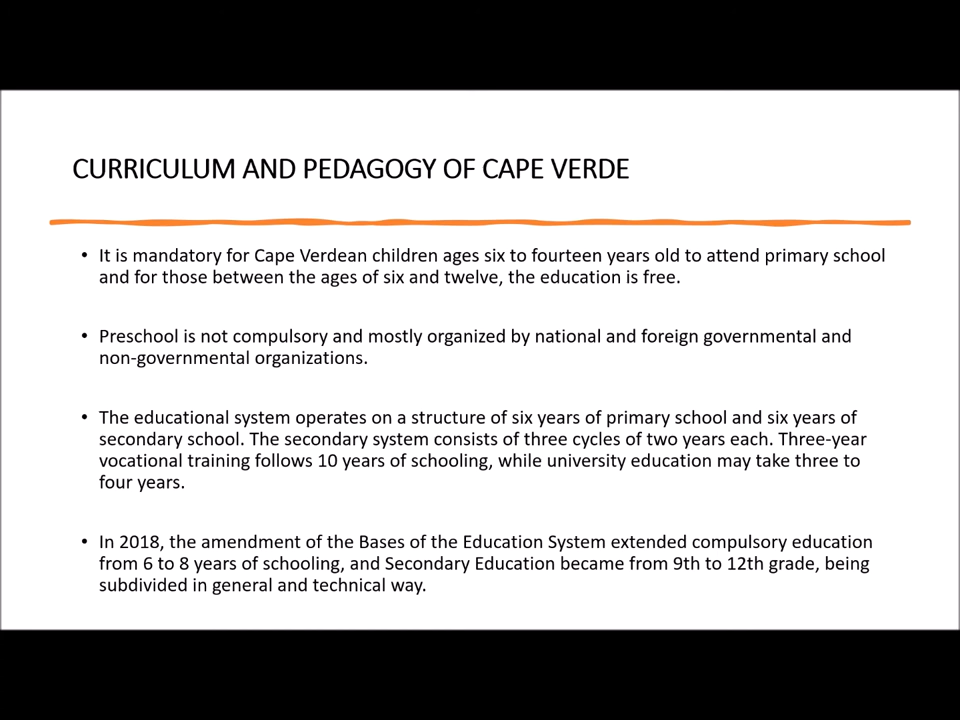 CURRICULUM AND PEDAGOGY OF CAPE VERDE
• It is mandatory for Cape Verdean children ages six to fourteen years old to attend primary school
and for those between the ages of six and twelve, the education is free.
• Preschool is not compulsory and mostly organized by national and foreign governmental and
non-governmental organizations.
• The educational system operates on a structure of six years of primary school and six years of
secondary school. The secondary system consists of three cycles of two years each. Three-year
vocational training follows 10 years of schooling, while university education may take three to
four years.
• In 2018, the amendment of the Bases of the Education System extended compulsory education
from 6 to 8 years of schooling, and Secondary Education became from 9th to 12th grade, being
subdivided in general and technical way.